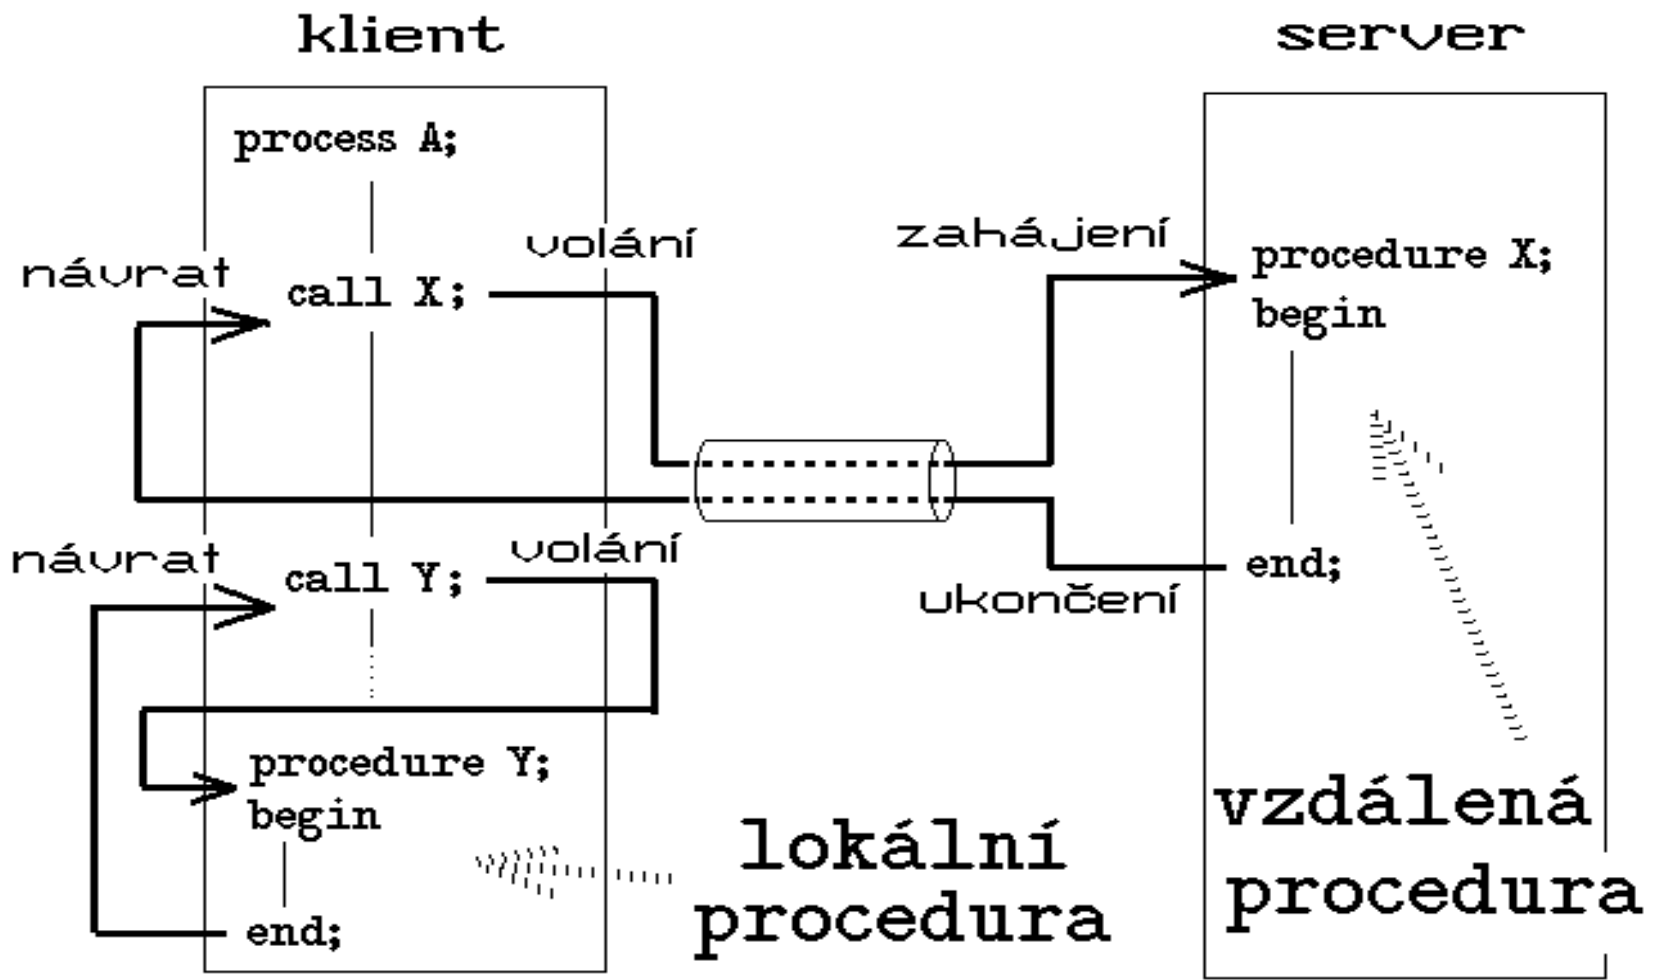 klient
server
process A;
volání
zahájení
návrat
call X;
procedure X;
begin
návrat
volání
call Y;
end;
ukončení
procedure Y;
begin
end;
lokální
procedura
vzdálená
procedura